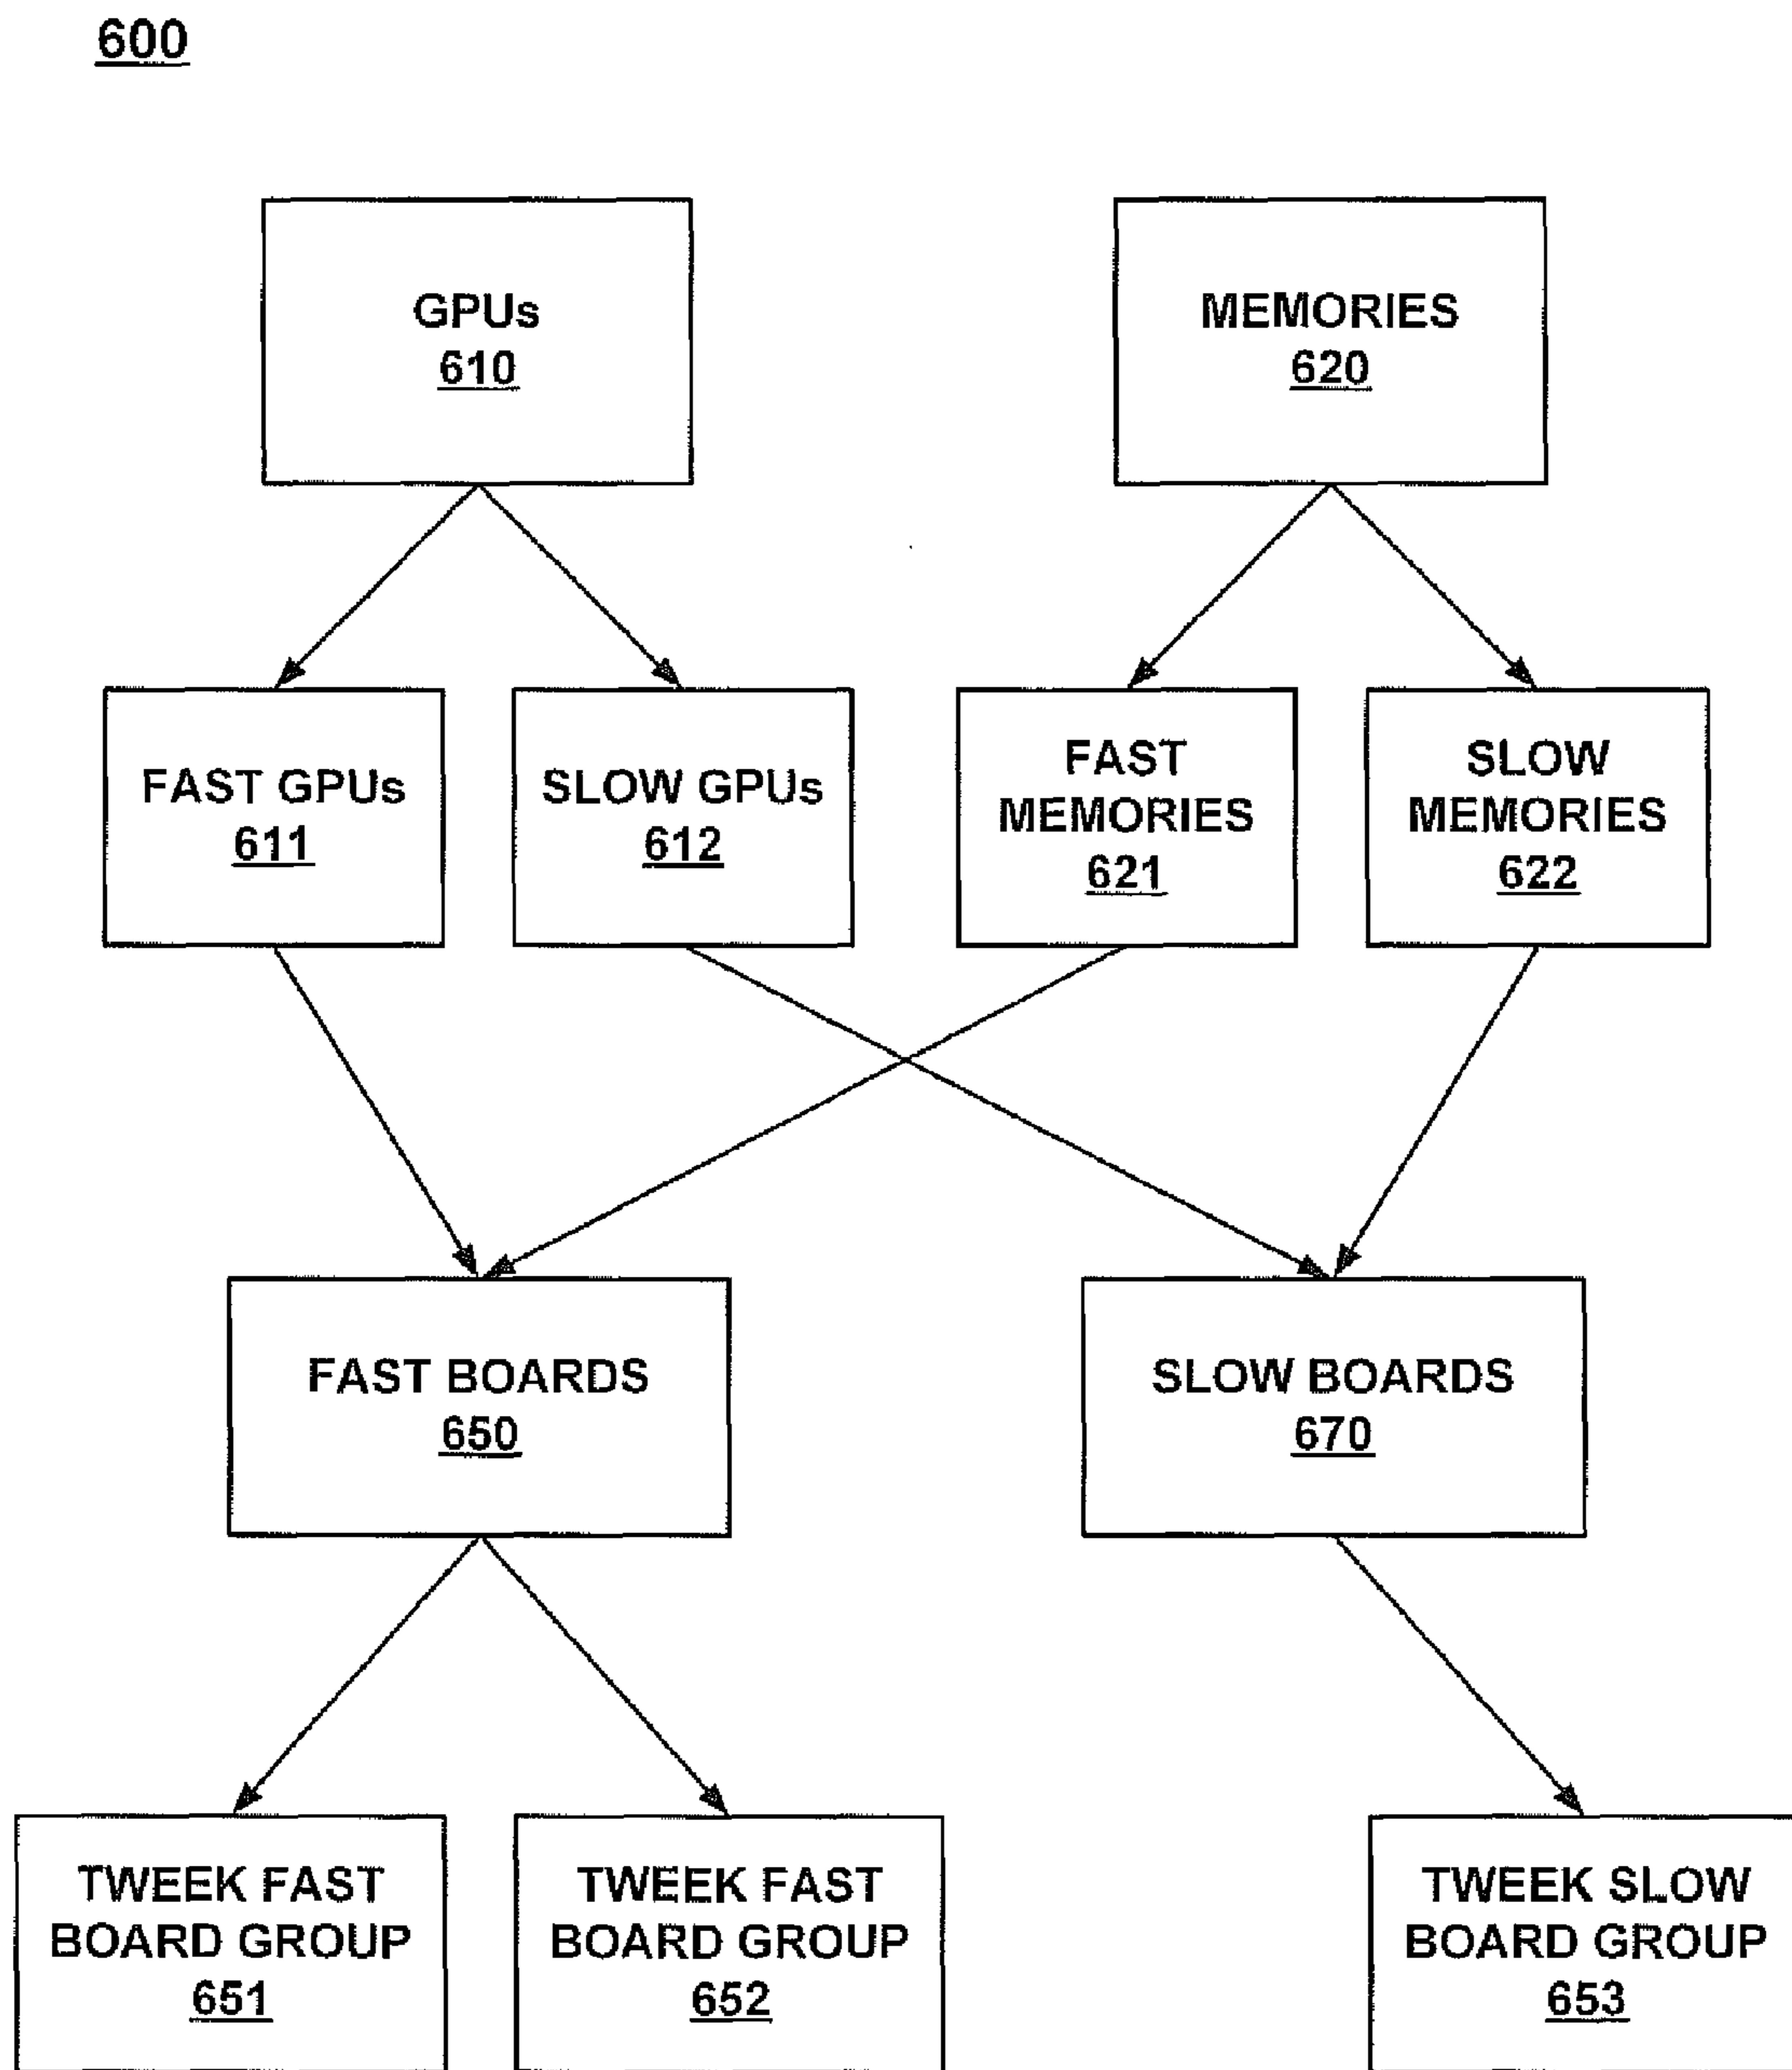 600
GPUs
610
MEMORIES
620
FAST GPUs
611
SLOW GPUs
612
FAST
MEMORIES
621
SLOW
MEMORIES
622
FAST BOARDS
650
SLOW BOARDS
670
TWEEK FAST
BOARD GROUP
651
TWEEK FAST
BOARD GROUP
652
TWEEK SLOW
BOARD GROUP
653